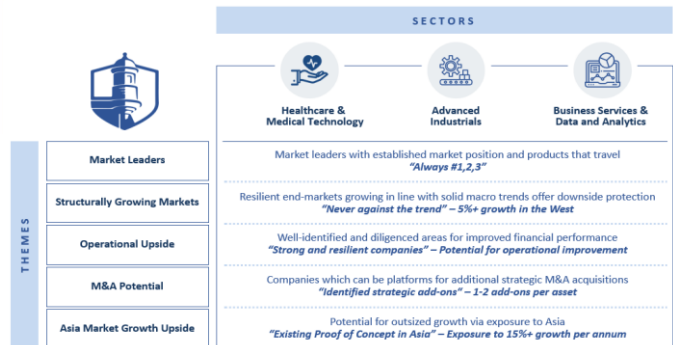 SECTORS
Healthcare &
Medical Technology
Advanced
Industrials
Business Services &
Data and Analytics
THEMES
Market Leaders
Market leaders with established market position and products that travel
“Always #1,2,3”
Structurally Growing Markets
Resilient end-markets growing in line with solid macro trends offer downside protection
“Never against the trend” – 5%+ growth in the West
Operational Upside
Well-identified and diligenced areas for improved financial performance
“Strong and resilient companies” – Potential for operational improvement
M&A Potential
Companies which can be platforms for additional strategic M&A acquisitions
“Identified strategic add-ons” – 1-2 add-ons per asset
Asia Market Growth Upside
Potential for outsized growth via exposure to Asia
“Existing Proof of Concept in Asia” – Exposure to 15%+ growth per annum